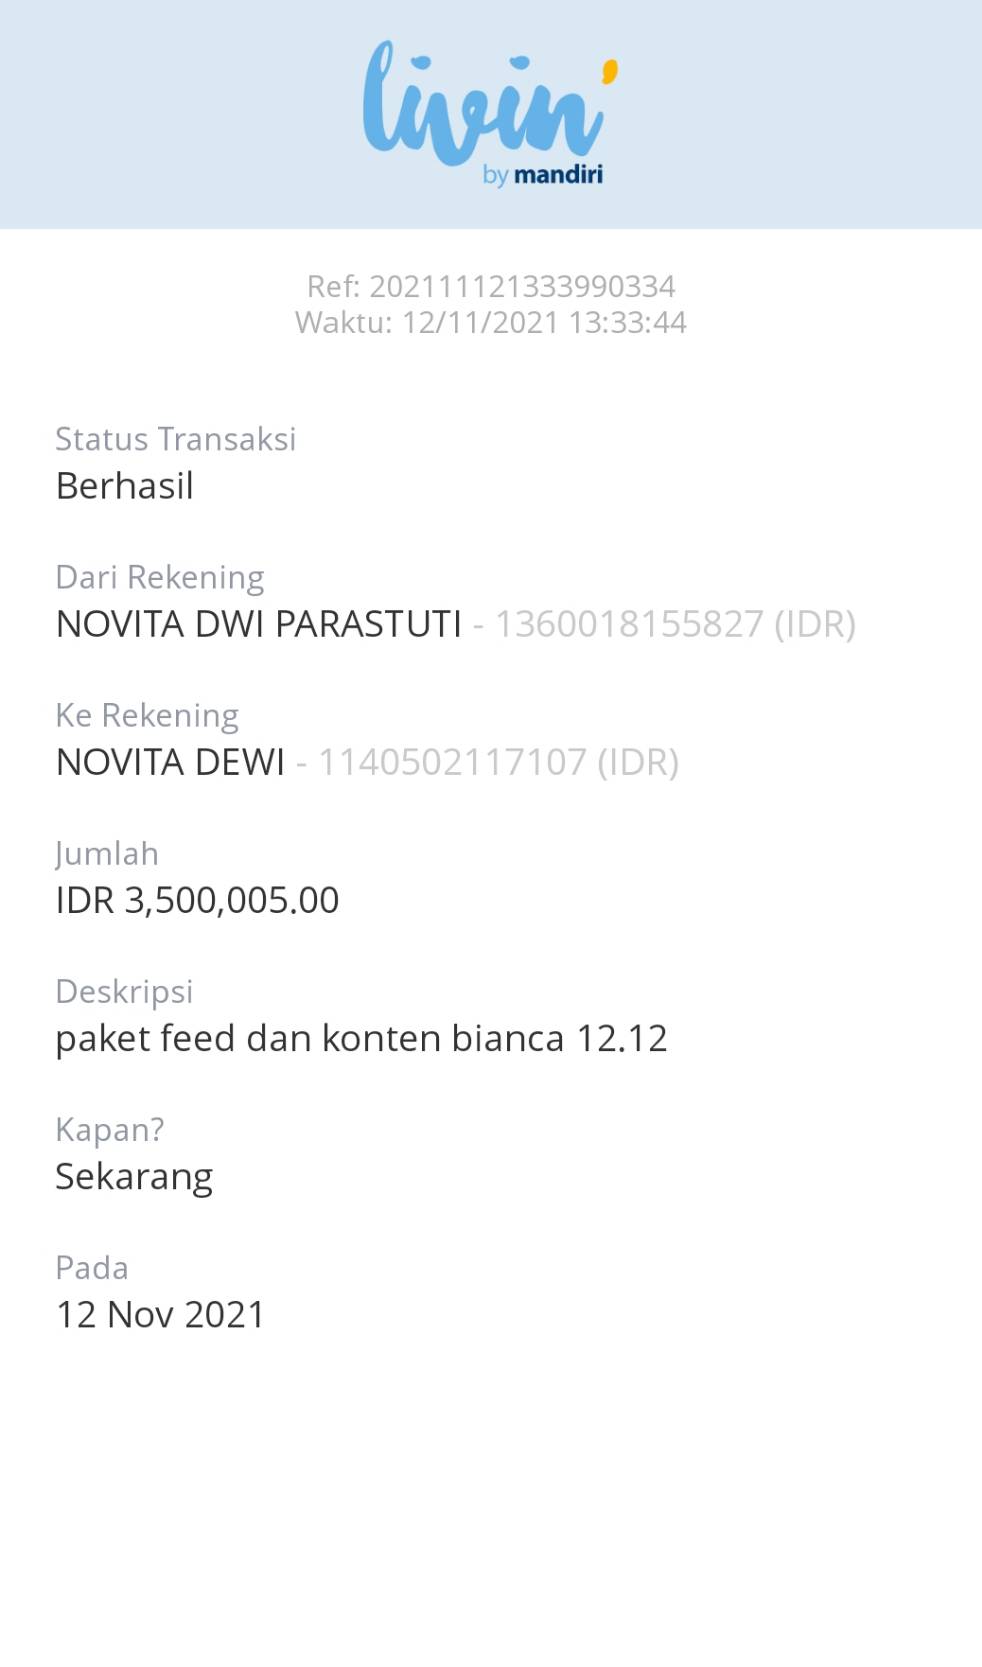 livin'
by mandiri
Ref: 202111121333990334
Waktu: 12/11/2021 13:33:44
Status Transaksi
Berhasil
Dari Rekening
NOVITA DWI PARASTUTI - 1360018155827 (IDR)
Ke Rekening
NOVITA DEWI - 1140502117107 (IDR)
Jumlah
IDR 3,500,005.00
Deskripsi
paket feed dan konten bianca 12.12
Kapan?
Sekarang
Pada
12 Nov 2021